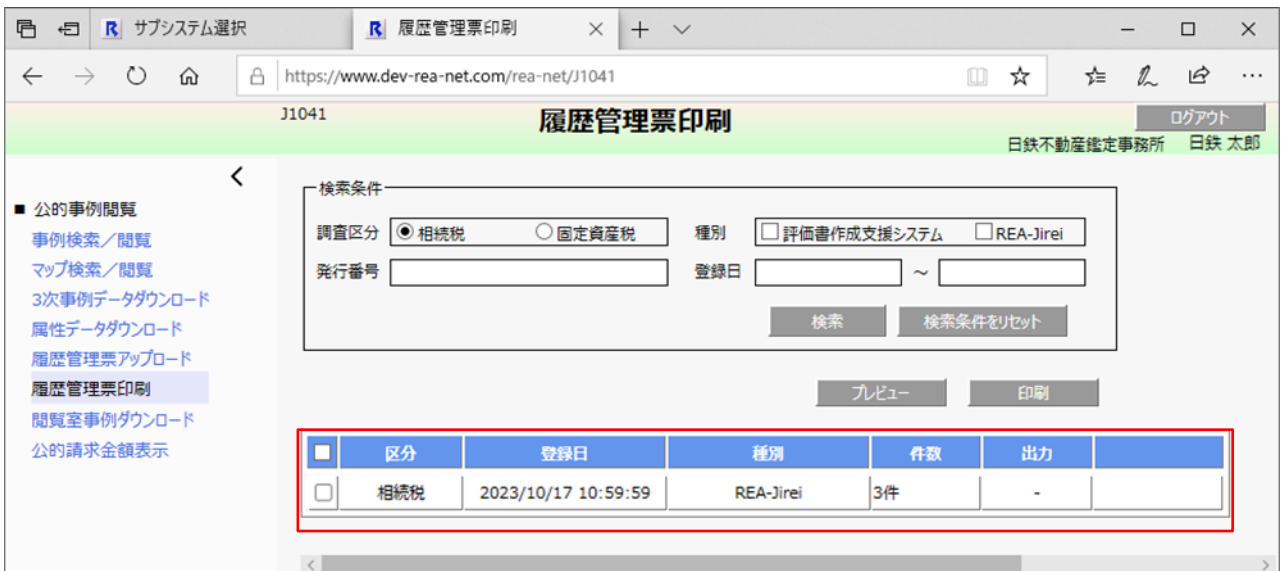 サブシステム選択
履歴管理票印刷
https://www.dev-rea-net.com/rea-net/J1041
J1041
履歴管理票印刷
ログアウト
日鉄不動産鑑定事務所 日鉄 太郎
■ 公的事例閲覧
事例検索／閲覧
マップ検索／閲覧
3次事例データダウンロード
属性データダウンロード
履歴管理票アップロード
履歴管理票印刷
閲覧室事例ダウンロード
公的請求金額表示
検索条件
調査区分 相続税 固定資産税 種別 評価書作成支援システム REA-Jirei
発行番号 登録日 ～
検索 検索条件をリセット
プレビュー 印刷
区分 登録日 種別 件数 出力
相続税 2023/10/17 10:59:59 REA-Jirei 3件 -